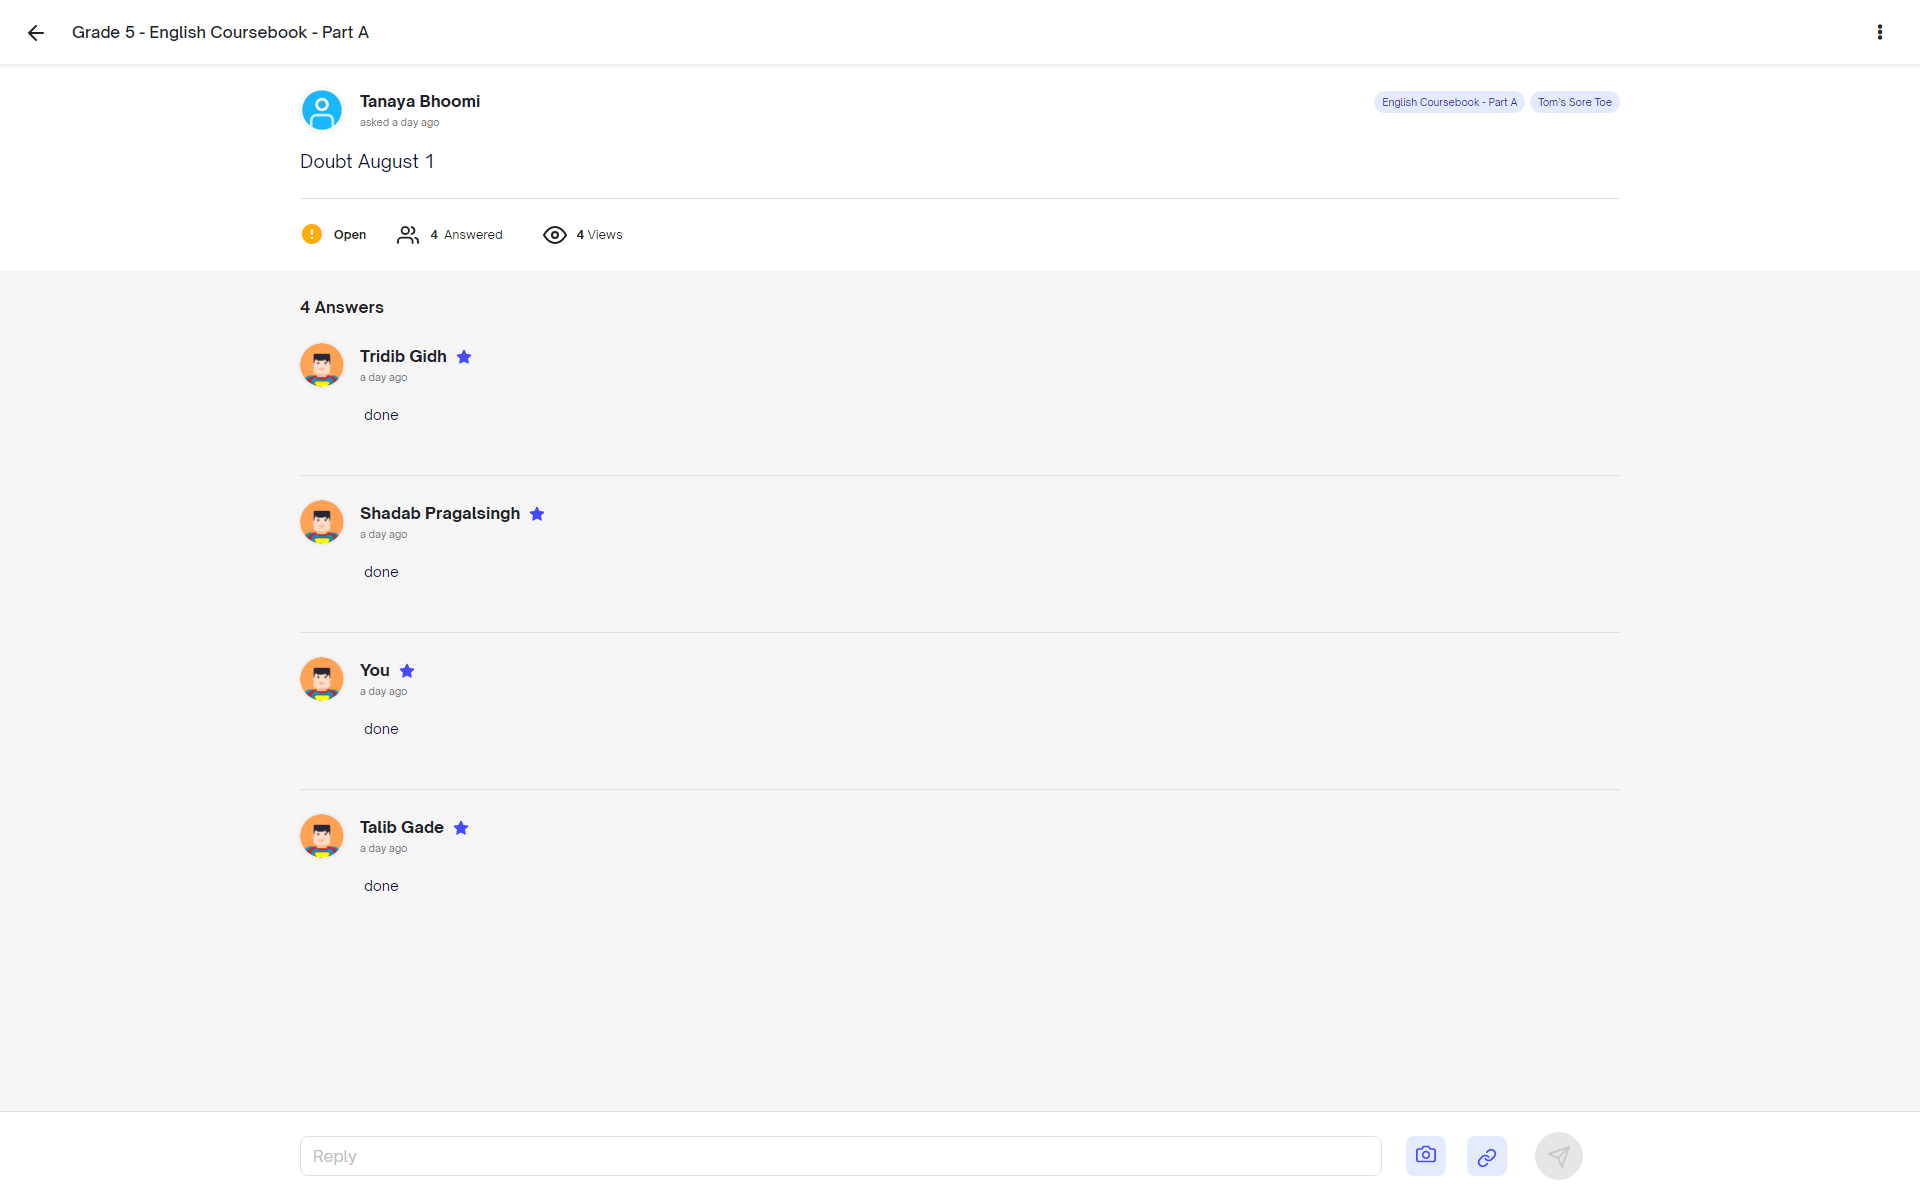 Grade 5 - English Coursebook - Part A
Tanaya Bhoomi
asked a day ago
English Coursebook - Part A
Tom's Sore Toe
Doubt August 1
Open
4 Answered
4 Views
4 Answers
Tridib Gidh
a day ago
done
Shadab Pragalsingh
a day ago
done
You
a day ago
done
Talib Gade
a day ago
done
Reply